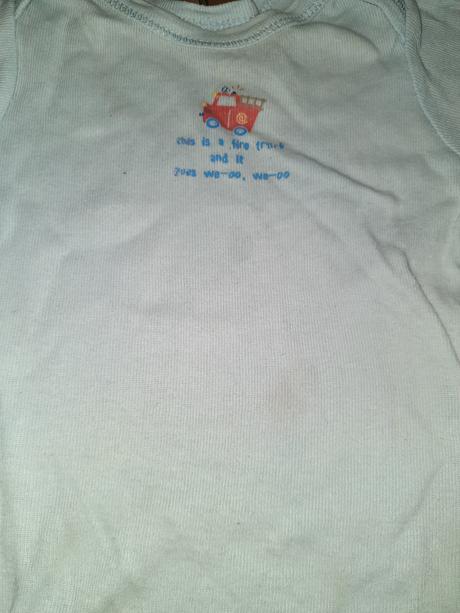 this is a fire truck
and it
goes we-oo, we-oo